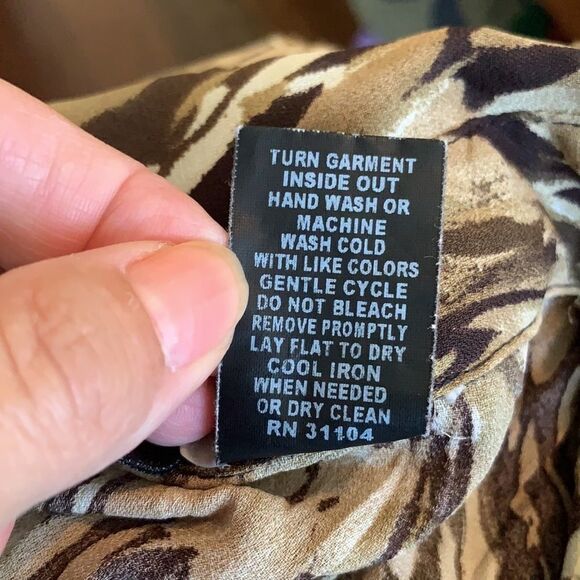 TURN GARMENT
INSIDE OUT
HAND WASH OR
MACHINE
WASH COLD
WITH LIKE COLORS
GENTLE CYCLE
DO NOT BLEACH
REMOVE PROMPTLY
LAY FLAT TO DRY
COOL IRON
WHEN NEEDED
OR DRY CLEAN
RN 31104